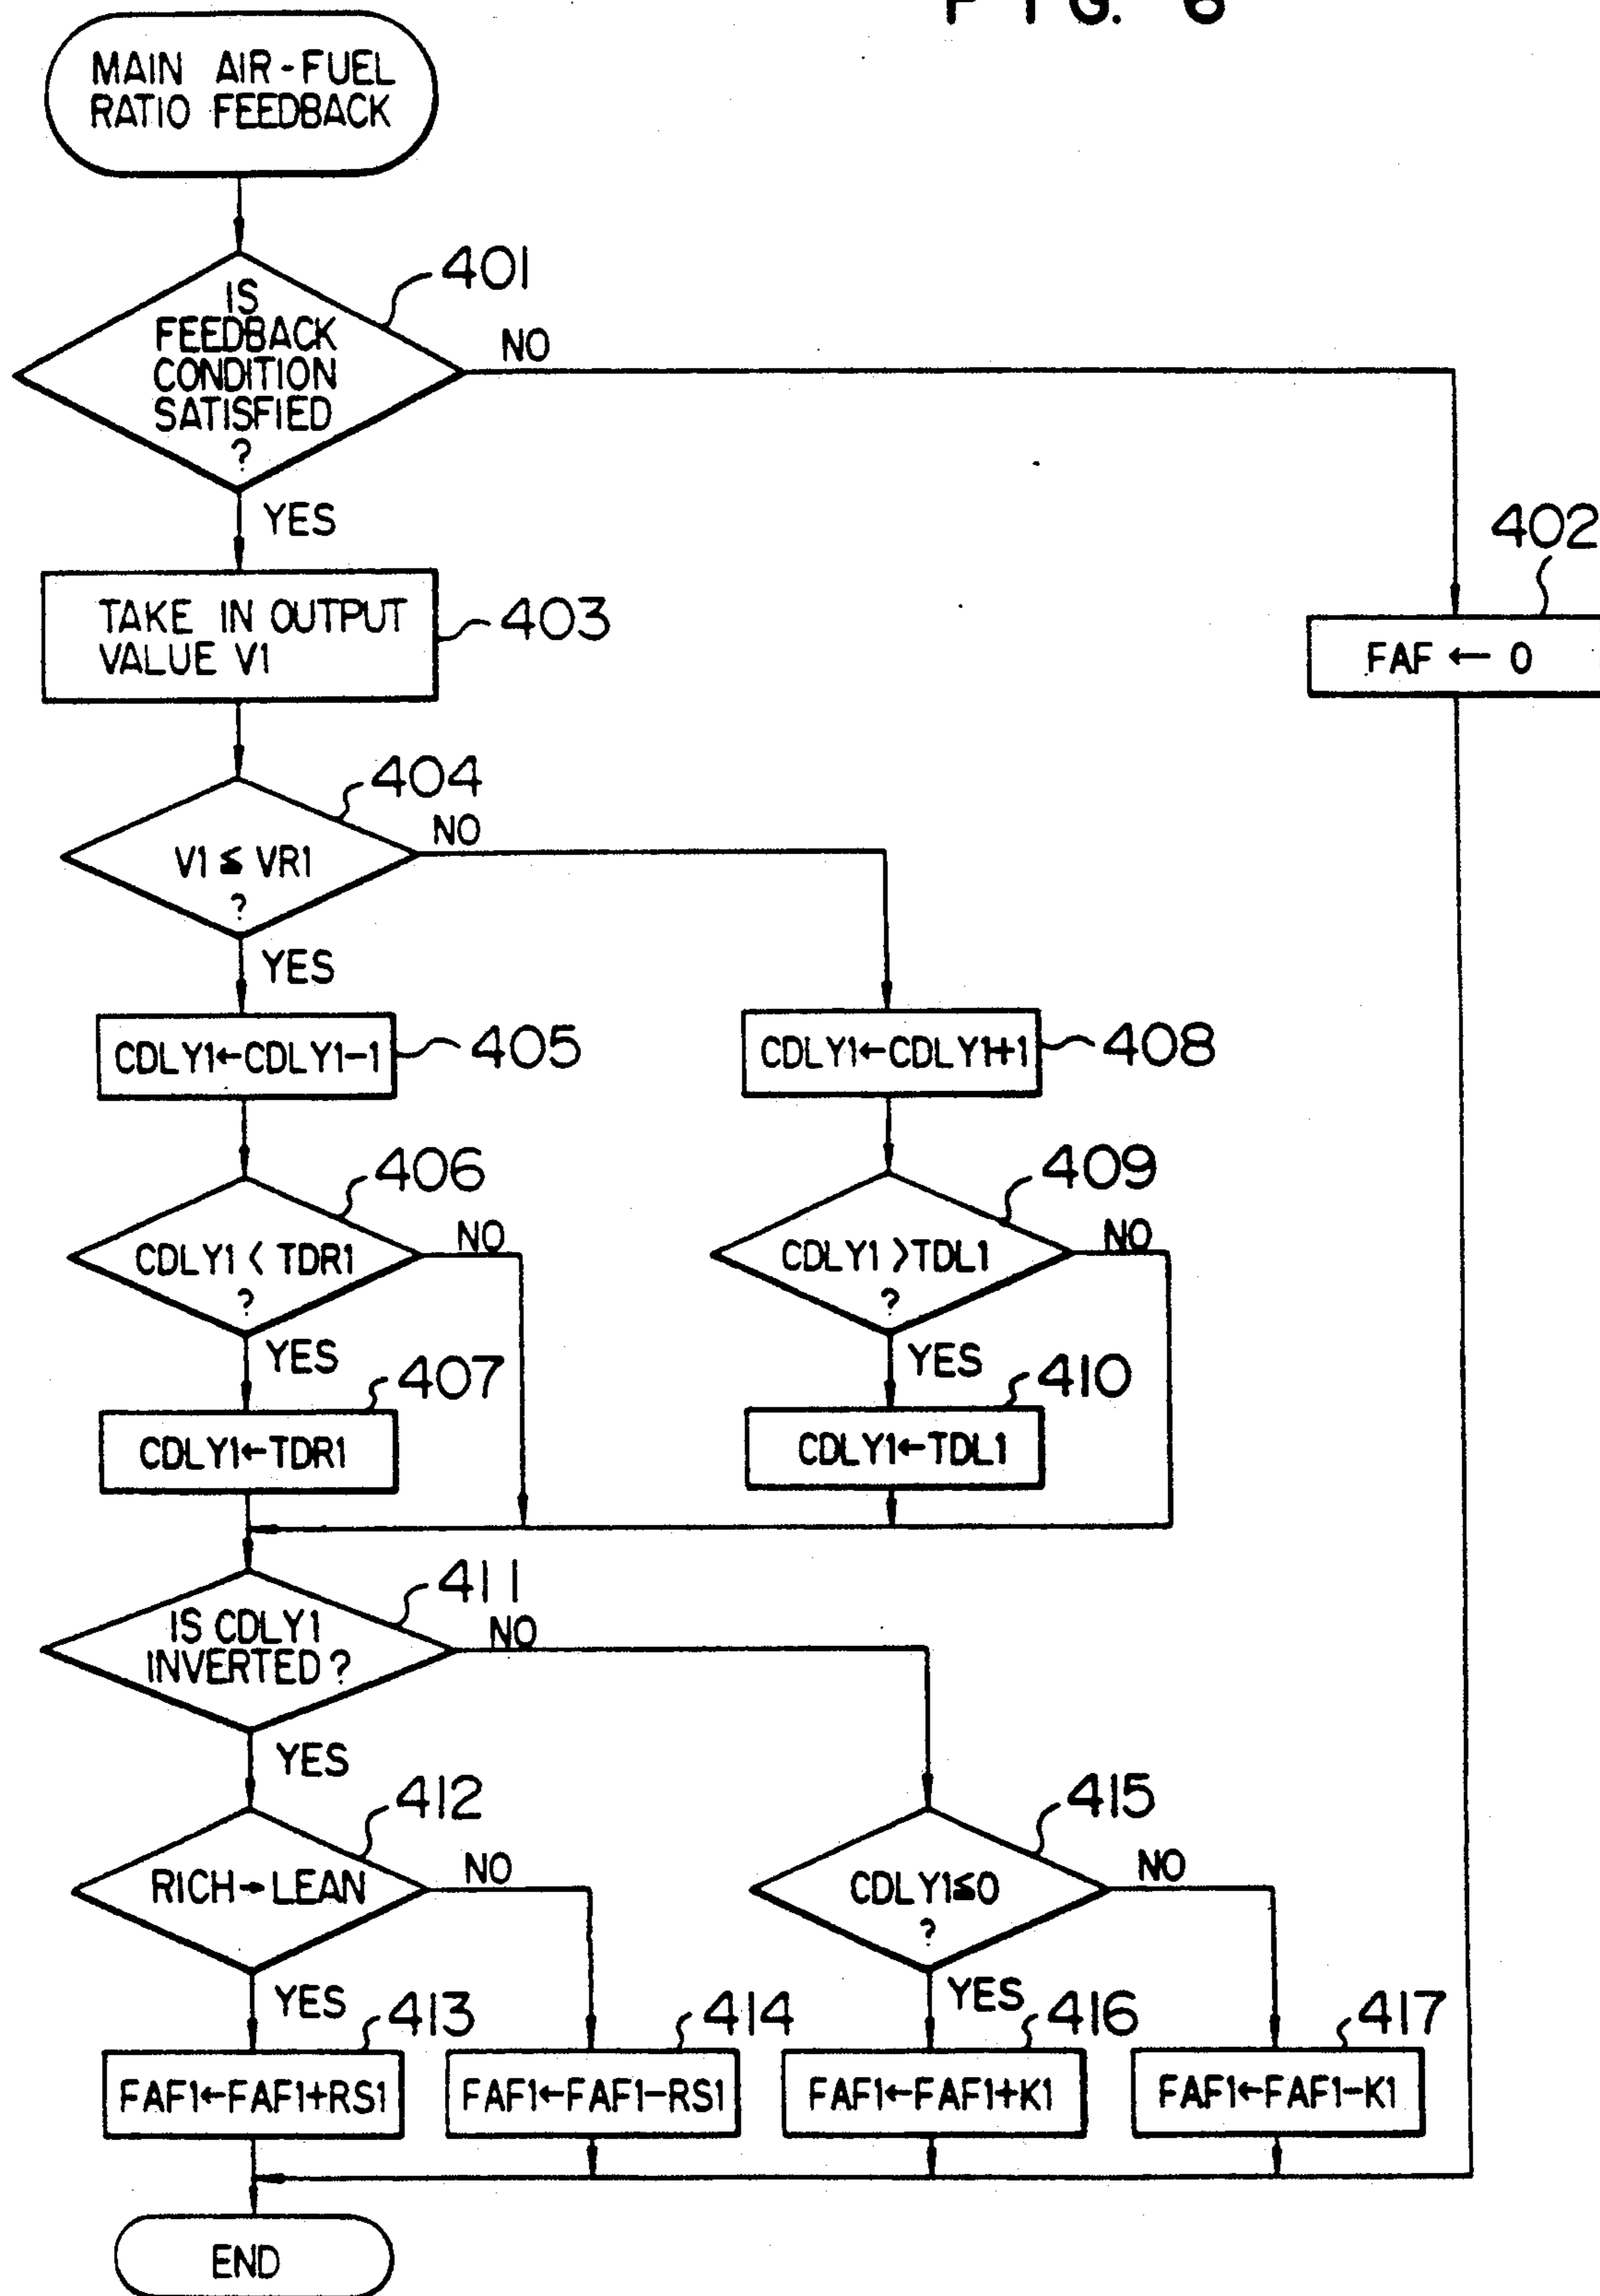 FIG. 6
MAIN AIR-FUEL
RATIO FEEDBACK
401
IS
FEEDBACK
CONDITION
SATISFIED
?
NO
YES
402
FAF ← 0
403
TAKE IN OUTPUT
VALUE V1
404
V1 ≦ VR1
?
NO
YES
405
CDLY1←CDLY1-1
408
CDLY1←CDLY1+1
406
CDLY1 < TDR1
?
NO
YES
409
CDLY1 >TDL1
?
NO
YES
407
CDLY1←TDR1
410
CDLY1←TDL1
411
IS CDLY1
INVERTED ?
NO
YES
412
RICH→LEAN
NO
YES
415
CDLY1≦0
?
NO
YES
413
FAF1←FAF1+RS1
414
FAF1←FAF1-RS1
416
FAF1←FAF1+K1
417
FAF1←FAF1-K1
END